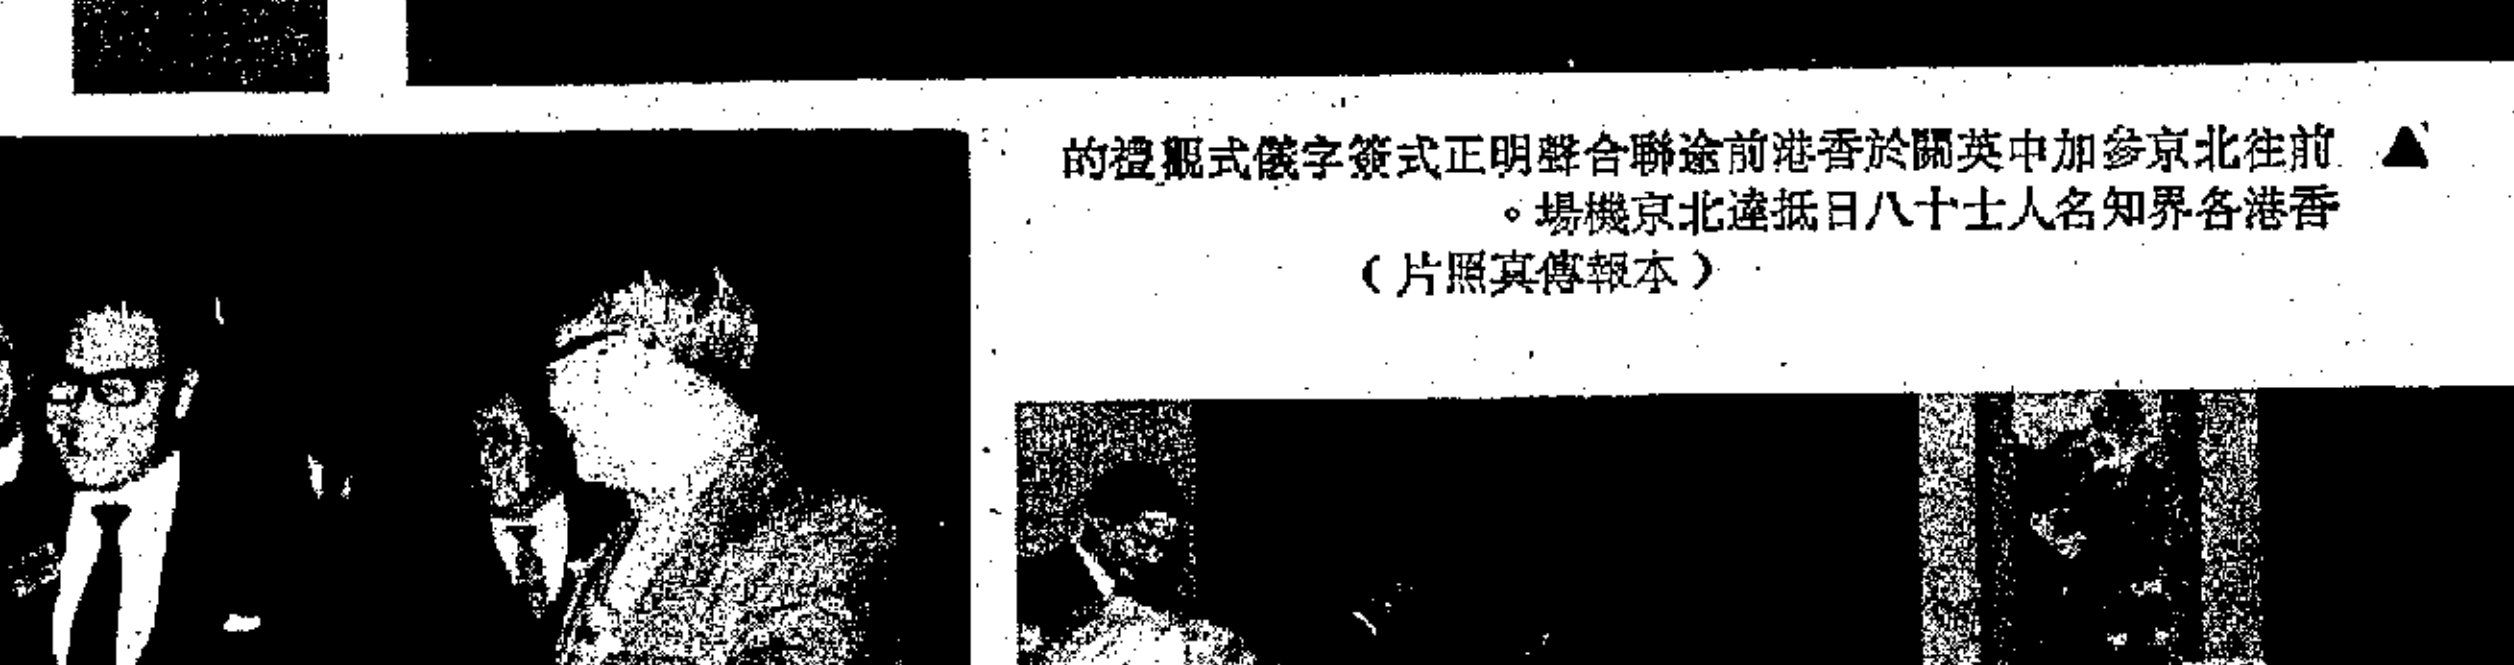 ▲前往北京參加中英關於香港前途聯合聲明正式簽字儀式觀禮的
香港各界知名人士十八日抵達北京機場。
（本報傳真照片）